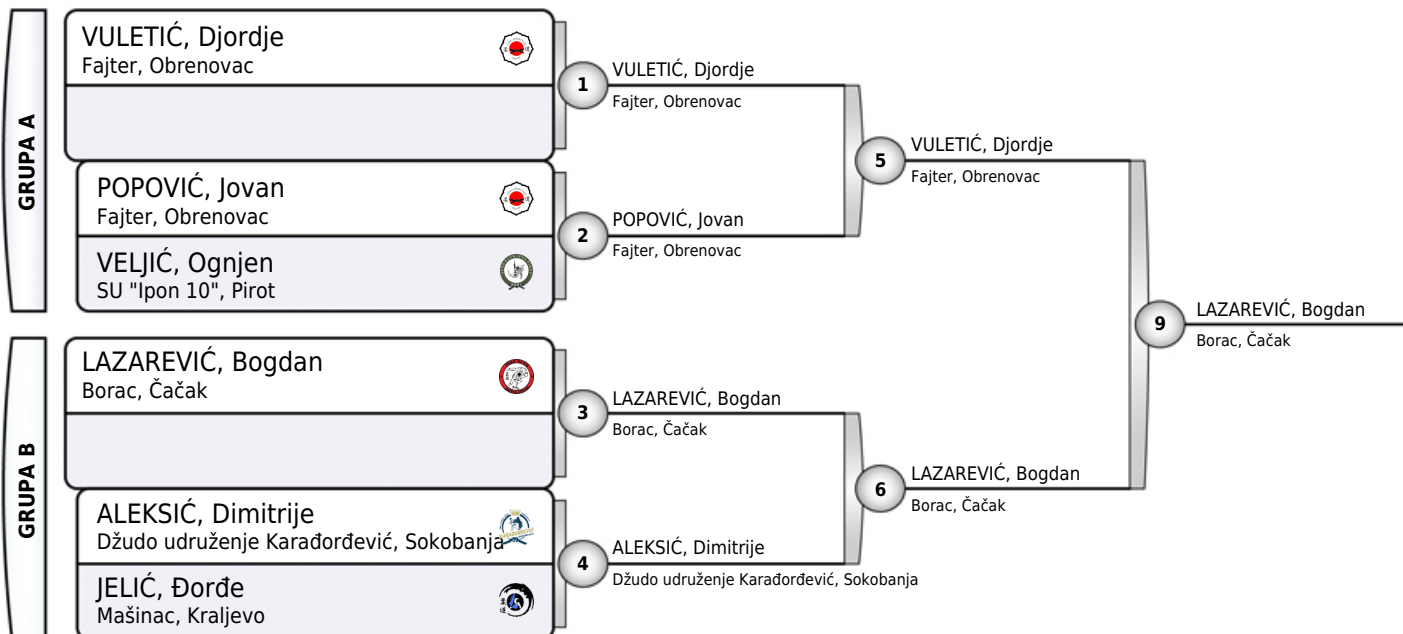 GRUPA A
VULETIĆ, Djordje
Fajter, Obrenovac
POPOVIĆ, Jovan
Fajter, Obrenovac
VELJIĆ, Ognjen
SU "Ipon 10", Pirot
1
VULETIĆ, Djordje
Fajter, Obrenovac
2
POPOVIĆ, Jovan
Fajter, Obrenovac
5
VULETIĆ, Djordje
Fajter, Obrenovac
GRUPA B
LAZAREVIĆ, Bogdan
Borac, Čačak
ALEKSIĆ, Dimitrije
Džudo udruženje Karađorđević, Sokobanja
JELIĆ, Đorđe
Mašinac, Kraljevo
3
LAZAREVIĆ, Bogdan
Borac, Čačak
4
ALEKSIĆ, Dimitrije
Džudo udruženje Karađorđević, Sokobanja
6
LAZAREVIĆ, Bogdan
Borac, Čačak
9
LAZAREVIĆ, Bogdan
Borac, Čačak